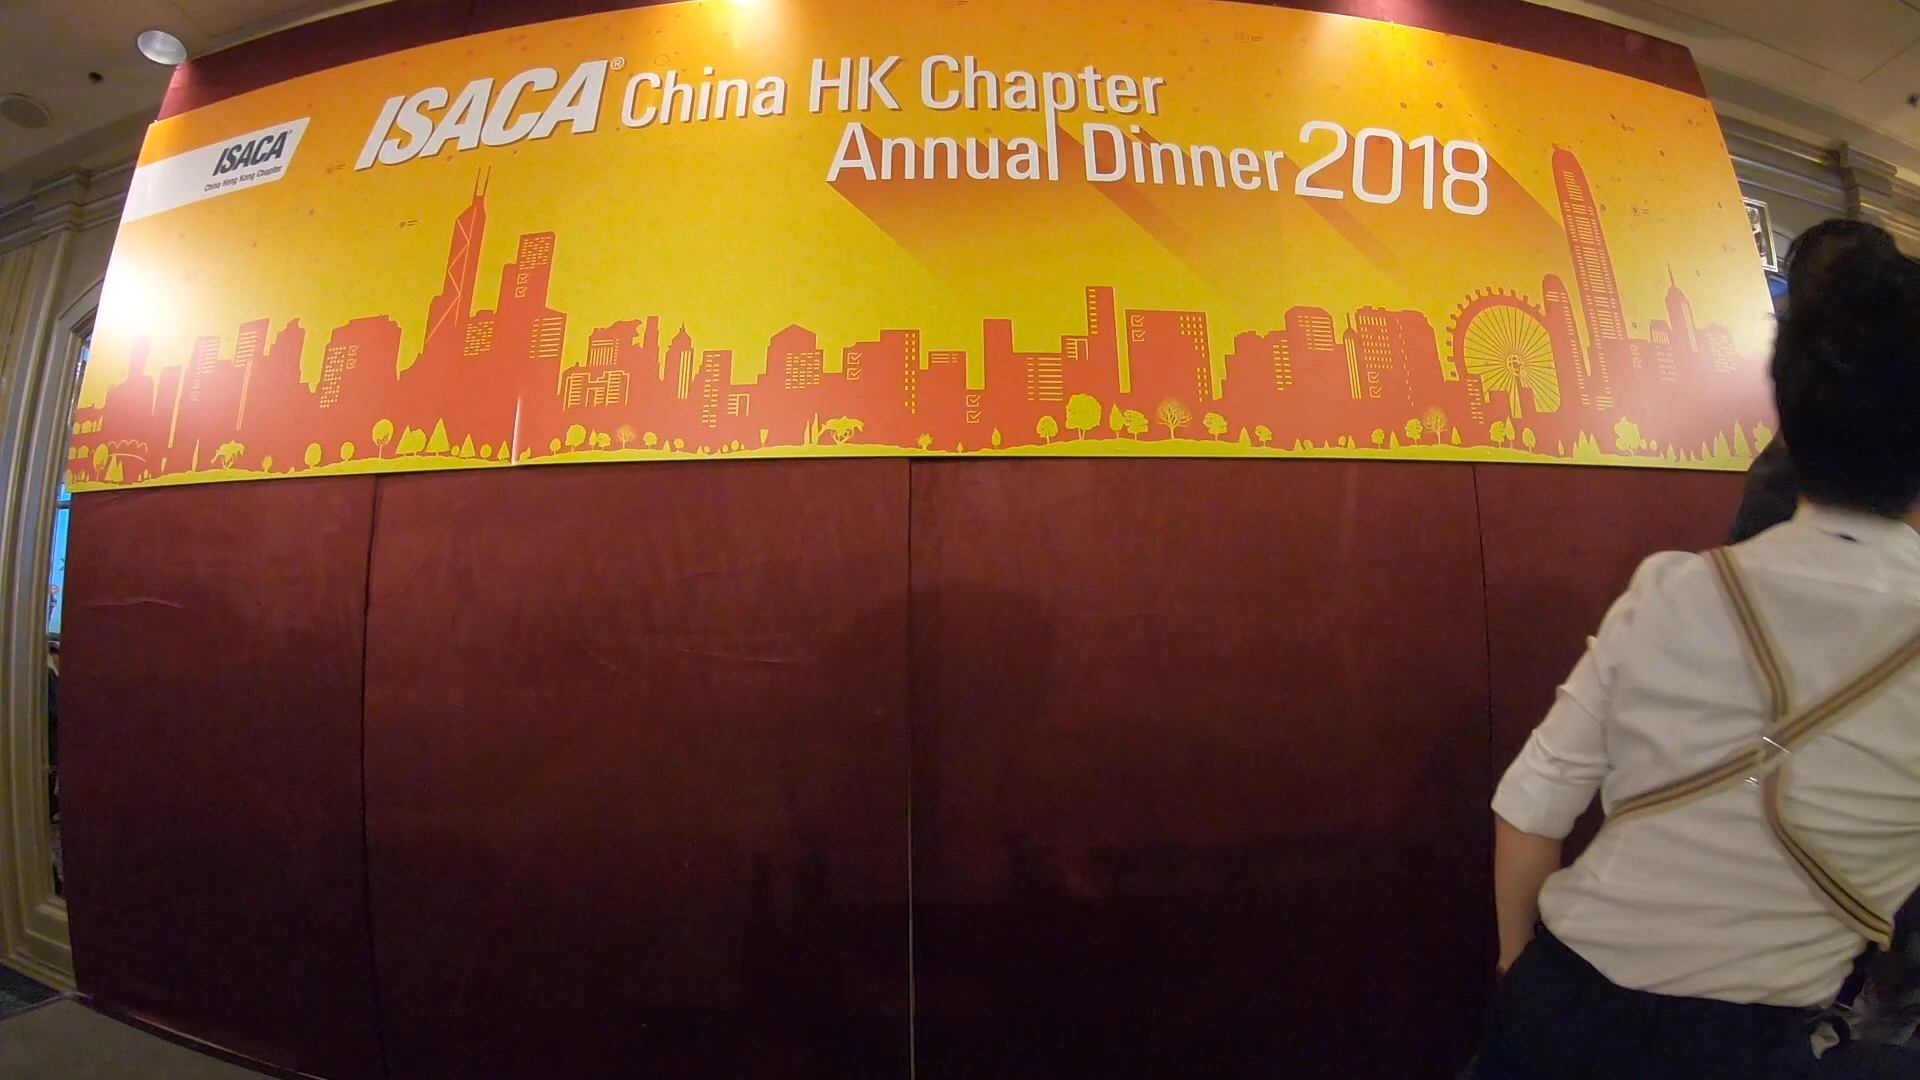 ISACA® China HK Chapter
Annual Dinner 2018
ISACA®
China Hong Kong Chapter